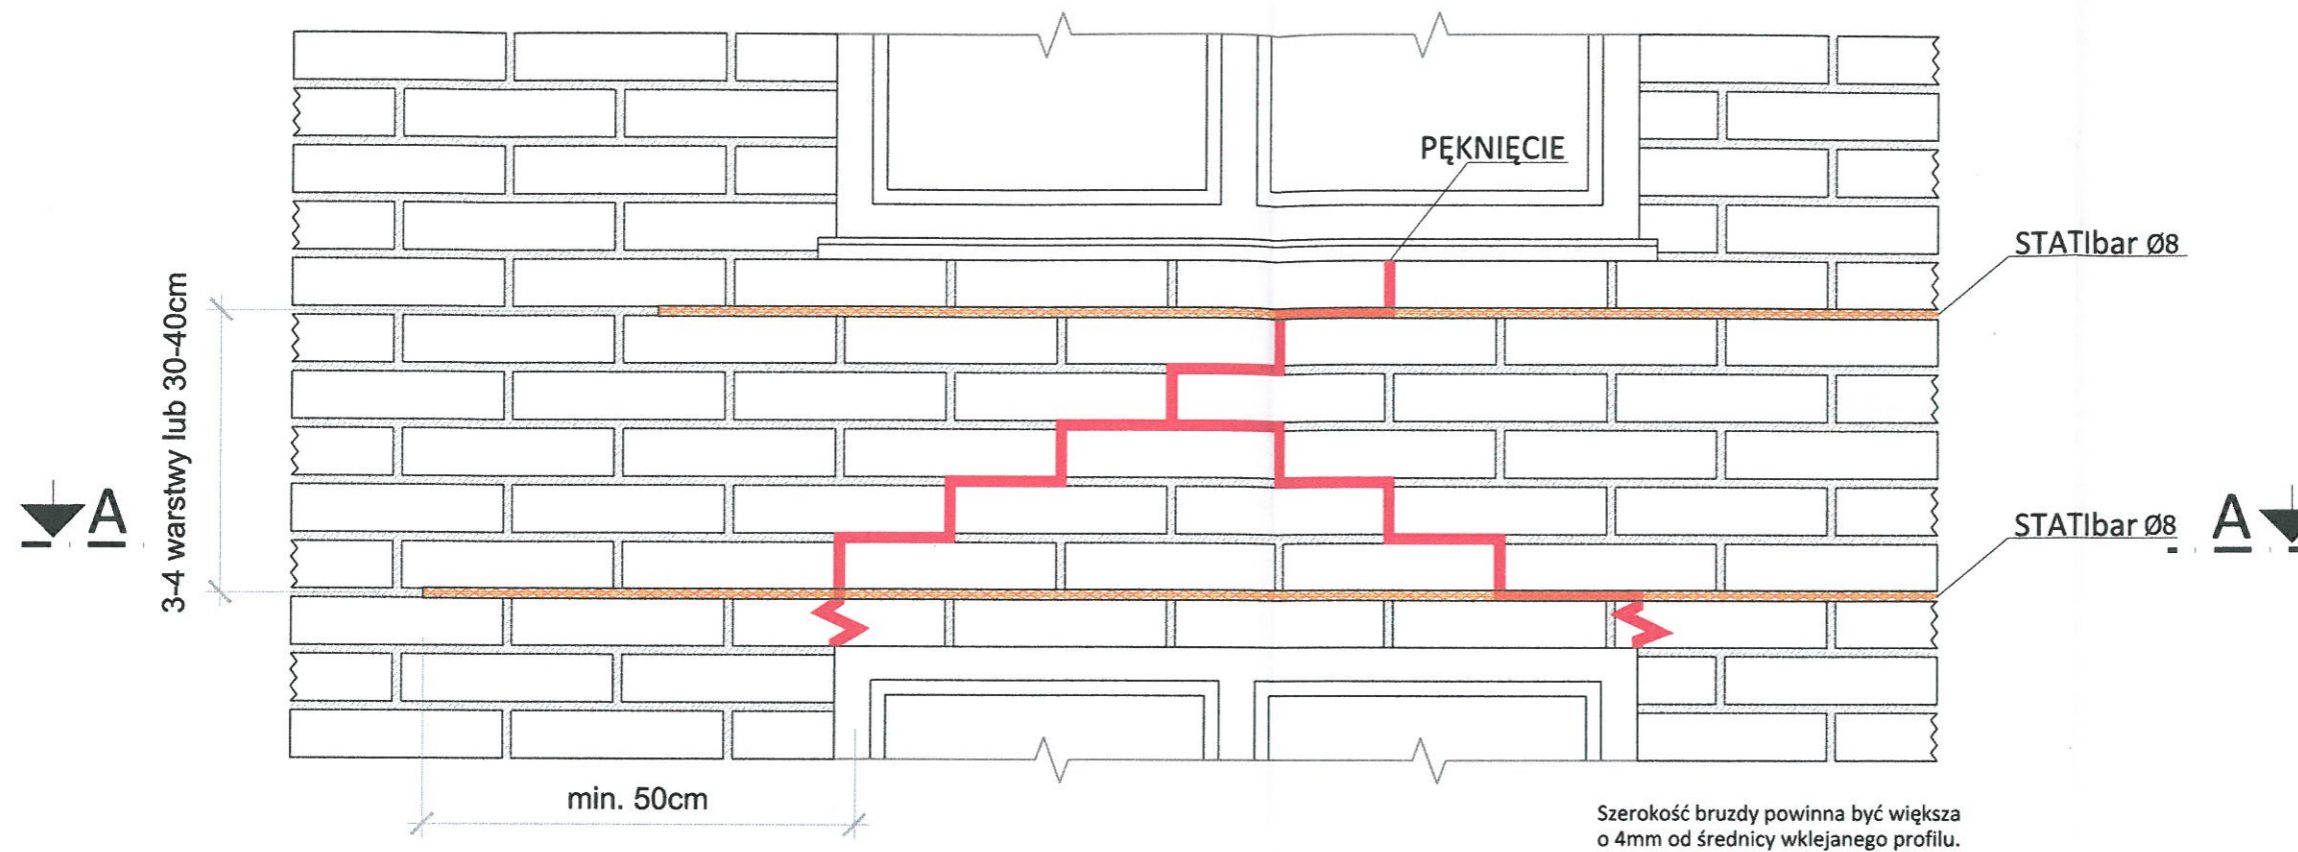 PĘKNIĘCIE
STATIbar Ø8
3-4 warstwy lub 30-40cm
A
STATIbar Ø8
A
min. 50cm
Szerokość bruzdy powinna być większa
o 4mm od średnicy wklejanego profilu.